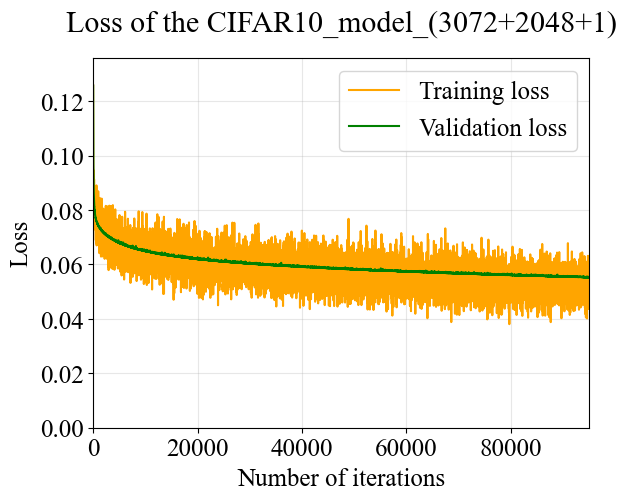 Loss of the CIFAR10_model_(3072+2048+1)
Training loss
Validation loss
0.12
0.10
0.08
0.06
0.04
0.02
0.00
Loss
0
20000
40000
60000
80000
Number of iterations